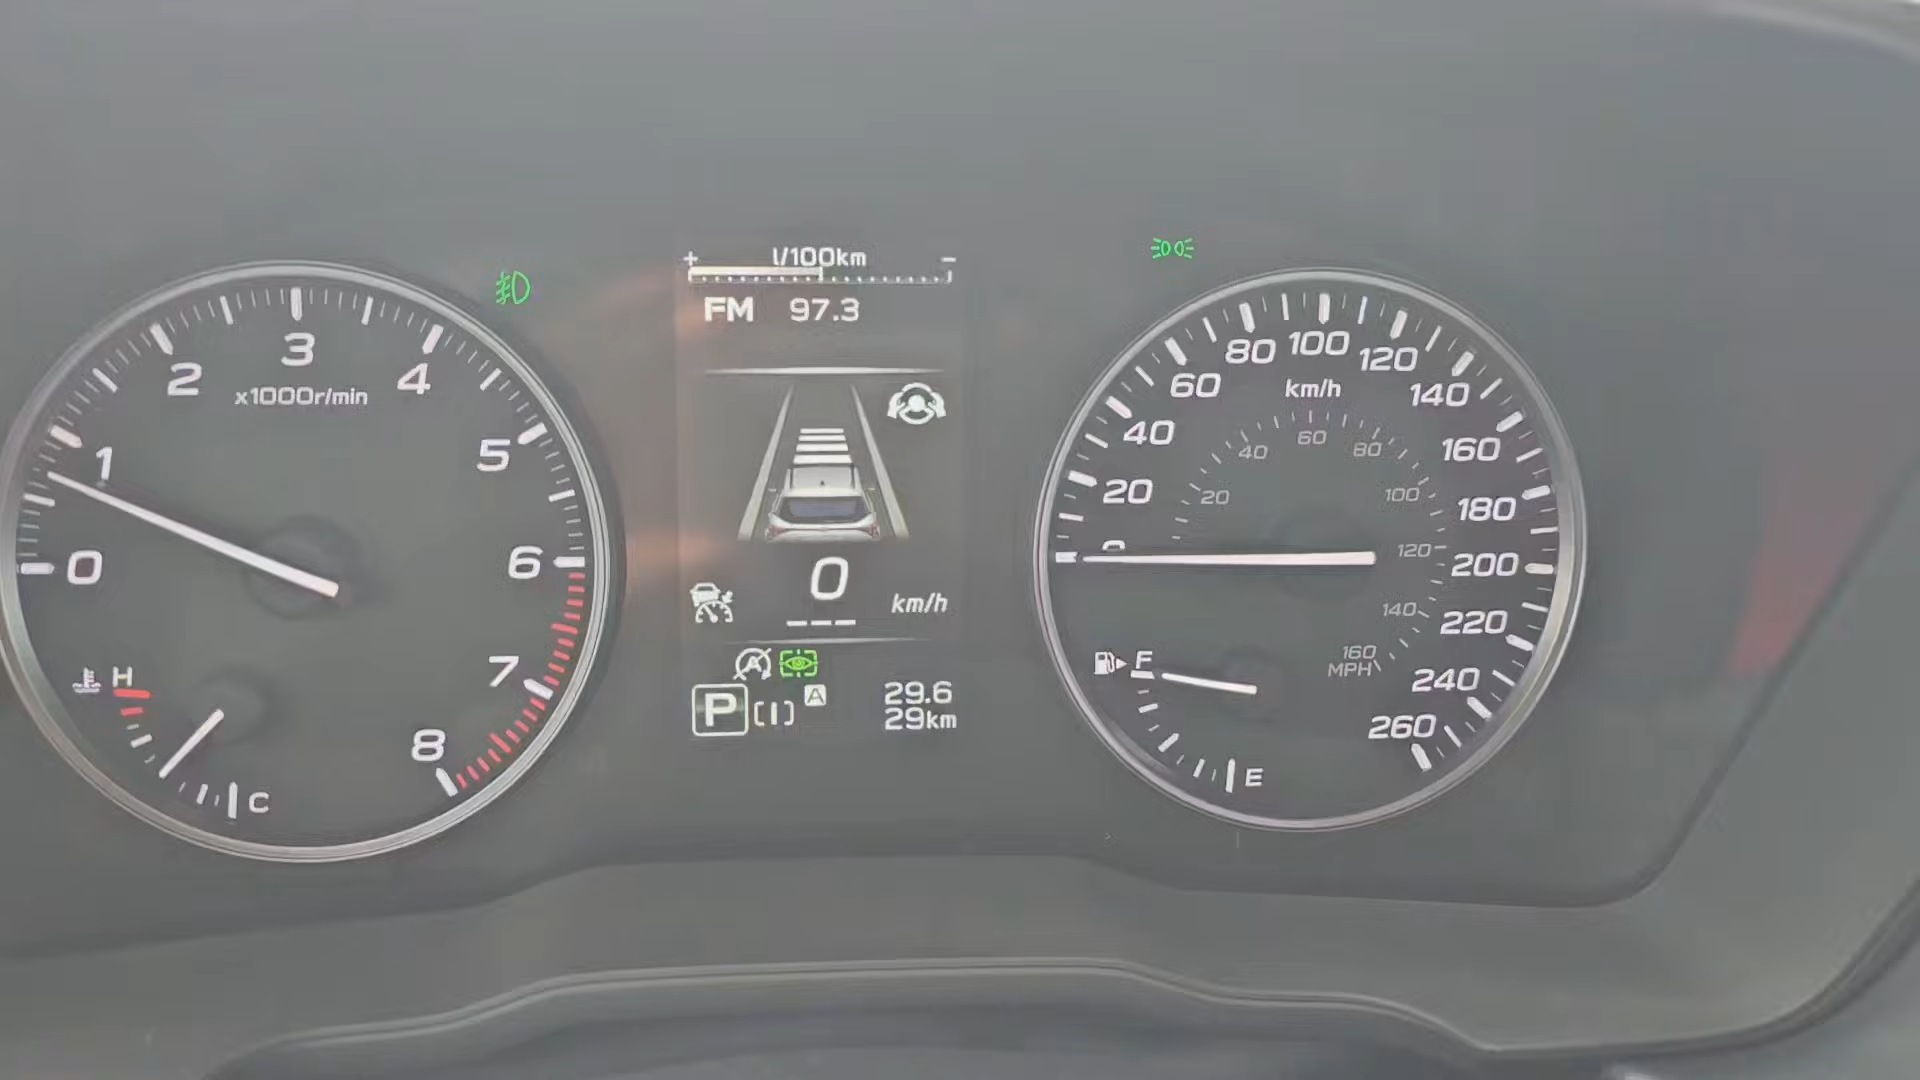 l/100km
FM 97.3
0 1 2 3 4 5 6 7 8
x1000r/min
H
C
0 km/h
---
A
P [I] A
29.6
29km
20 40 60 80 100 120 140 160 180 200 220 240 260
km/h
20 40 60 80 100 120 140 160
MPH
F
E